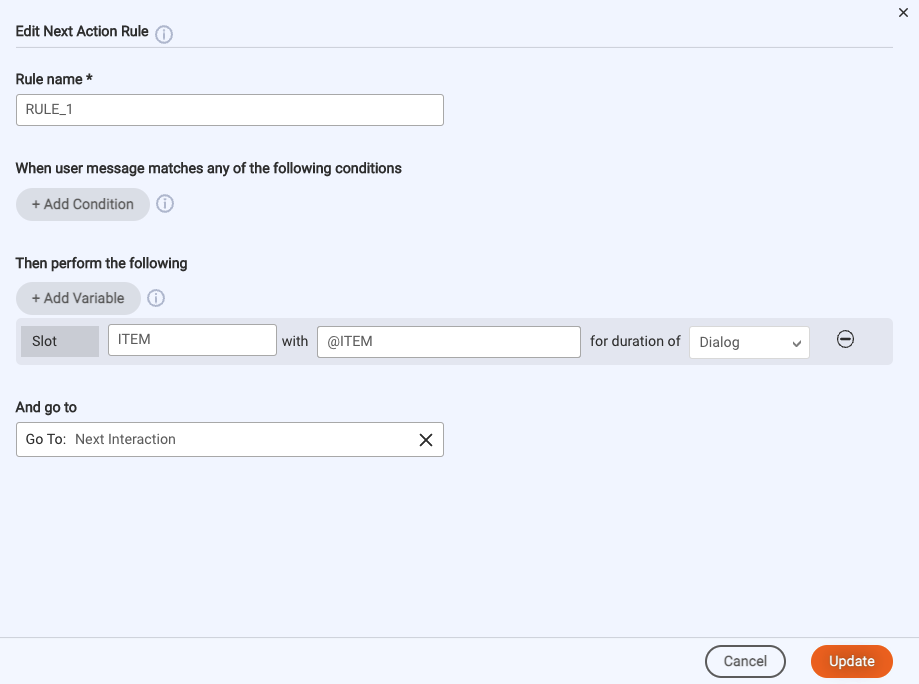 Edit Next Action Rule
Rule name *
RULE_1
When user message matches any of the following conditions
+ Add Condition
Then perform the following
+ Add Variable
Slot ITEM with @ITEM for duration of Dialog
And go to
Go To: Next Interaction
Cancel Update